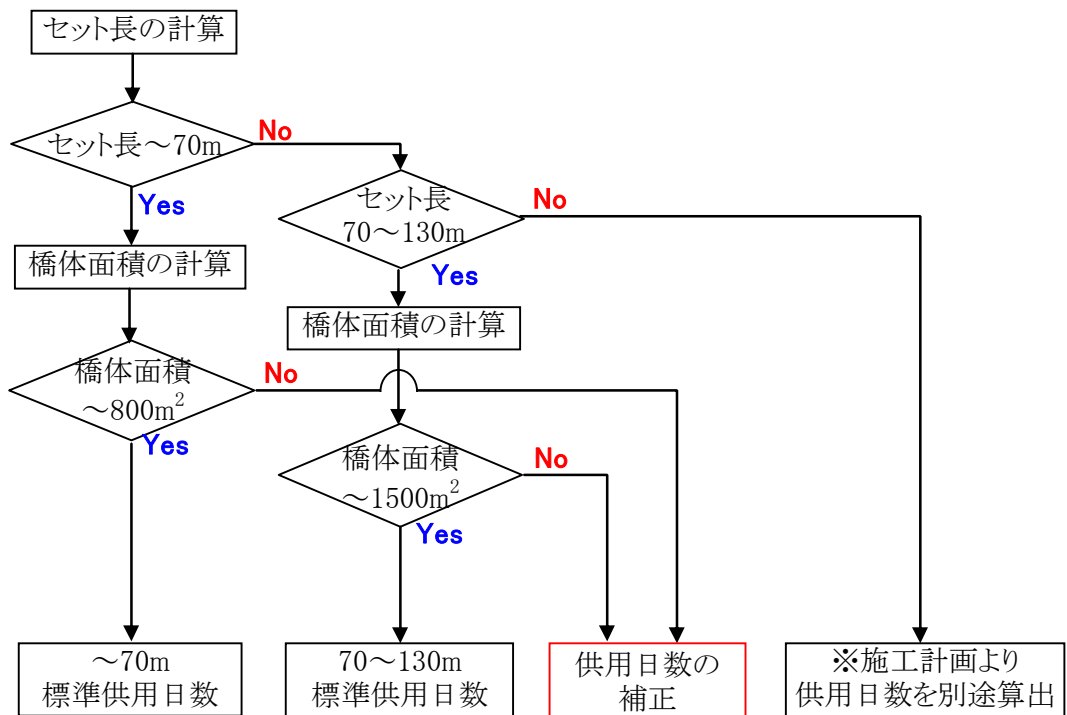 セット長の計算
セット長～70m
No
Yes
セット長
70～130m
No
Yes
橋体面積の計算
橋体面積の計算
橋体面積
～800m²
No
Yes
橋体面積
～1500m²
No
Yes
～70m
標準供用日数
70～130m
標準供用日数
供用日数の
補正
※施工計画より
供用日数を別途算出